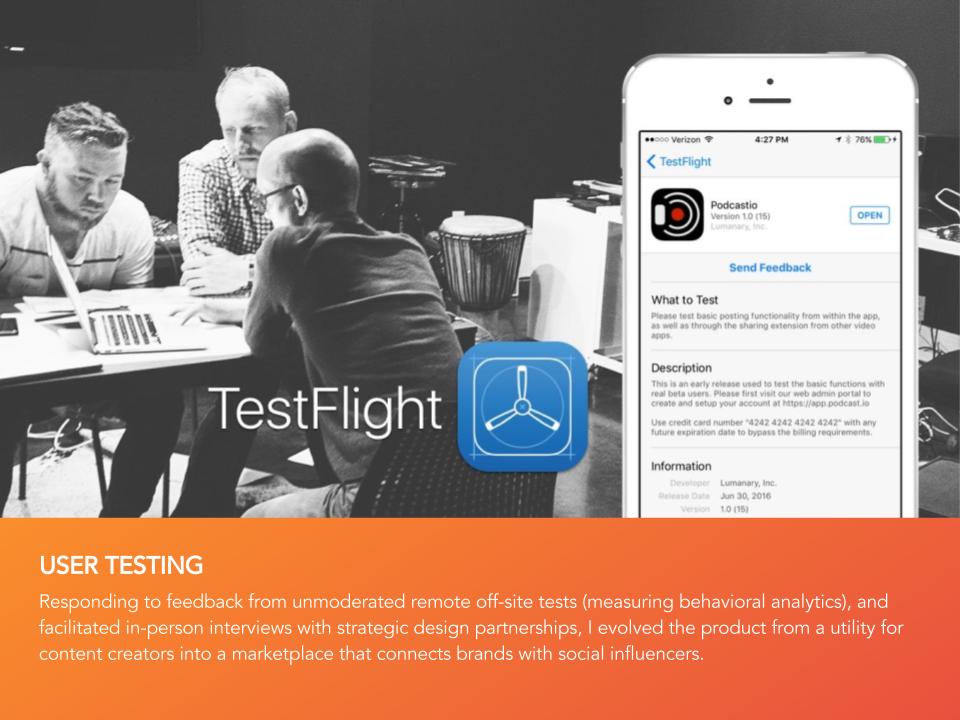 ●●○○○ Verizon
4:27 PM
76%
TestFlight
Podcastio
Version 1.0 (15)
Lumanary, Inc.
OPEN
Send Feedback
What to Test
Please test basic posting functionality from within the app,
as well as through the sharing extension from other video
apps.
Description
This is an early release used to test the basic functions with
real beta users. Please first visit our web admin portal to
create and setup your account at https://app.podcast.io
Use credit card number "4242 4242 4242 4242" with any
future expiration date to bypass the billing requirements.
Information
Developer Lumanary, Inc.
Release Date Jun 30, 2016
Version 1.0 (15)
TestFlight
USER TESTING
Responding to feedback from unmoderated remote off-site tests (measuring behavioral analytics), and
facilitated in-person interviews with strategic design partnerships, I evolved the product from a utility for
content creators into a marketplace that connects brands with social influencers.